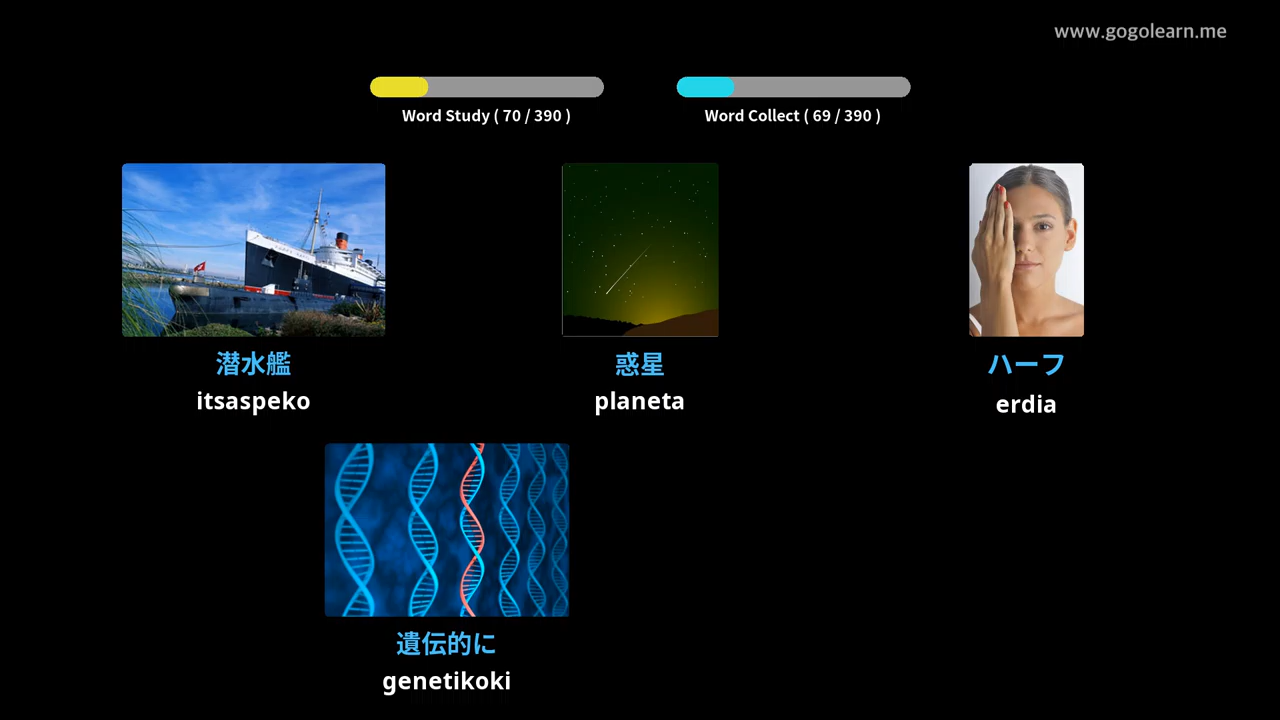 www.gogolearn.me
Word Study ( 70 / 390 )
Word Collect ( 69 / 390 )
潜水艦
itsaspeko
惑星
planeta
ハーフ
erdia
遺伝的に
genetikoki